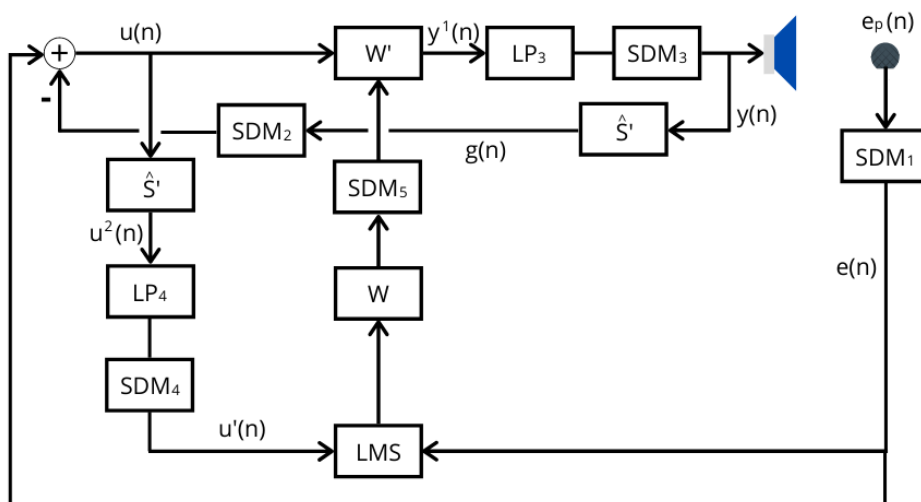 u(n)
W'
y¹(n)
LP₃
SDM₃
eₚ(n)
+
-
SDM₂
g(n)
Ŝ'
y(n)
SDM₁
Ŝ'
SDM₅
u²(n)
e(n)
LP₄
W
SDM₄
u'(n)
LMS